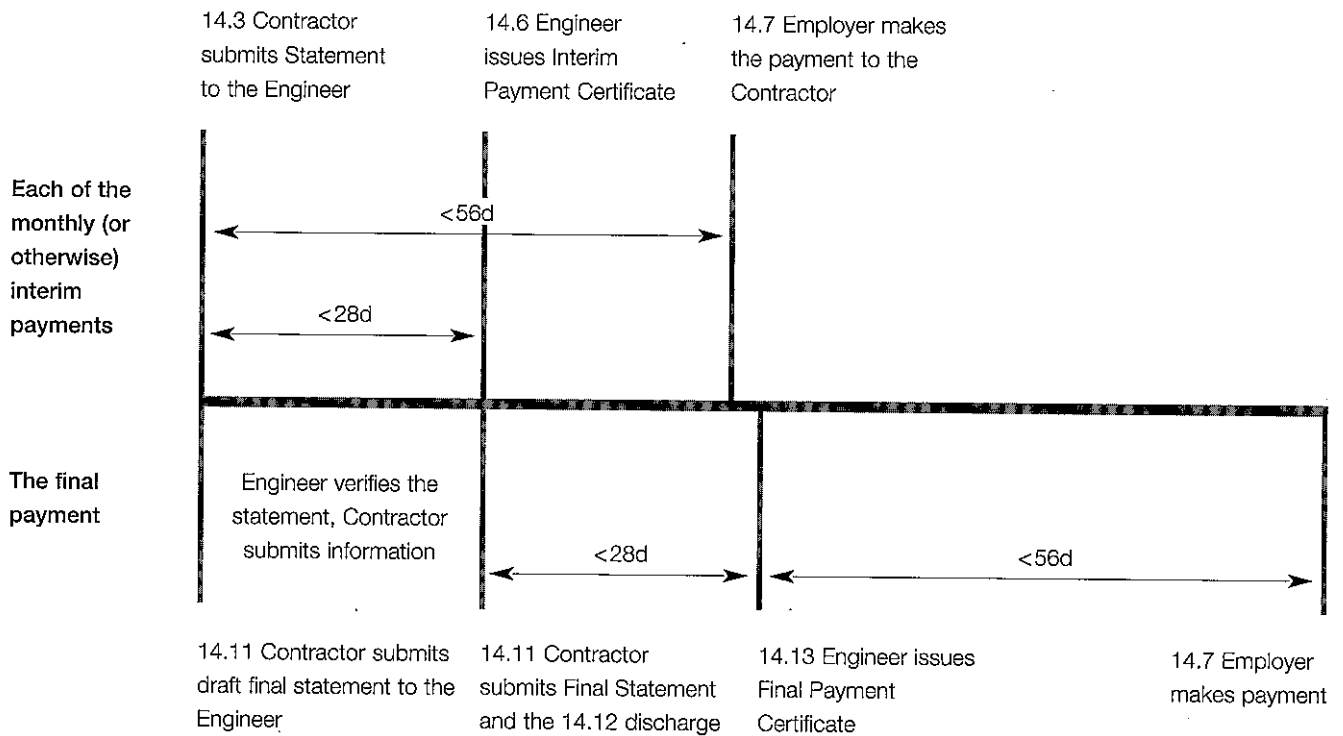 14.3 Contractor
submits Statement
to the Engineer
14.6 Engineer
issues Interim
Payment Certificate
14.7 Employer makes
the payment to the
Contractor
Each of the
monthly (or
otherwise)
interim
payments
<56d
<28d
The final
payment
Engineer verifies the
statement, Contractor
submits information
<28d
<56d
14.11 Contractor submits
draft final statement to the
Engineer
14.11 Contractor
submits Final Statement
and the 14.12 discharge
14.13 Engineer issues
Final Payment
Certificate
14.7 Employer
makes payment